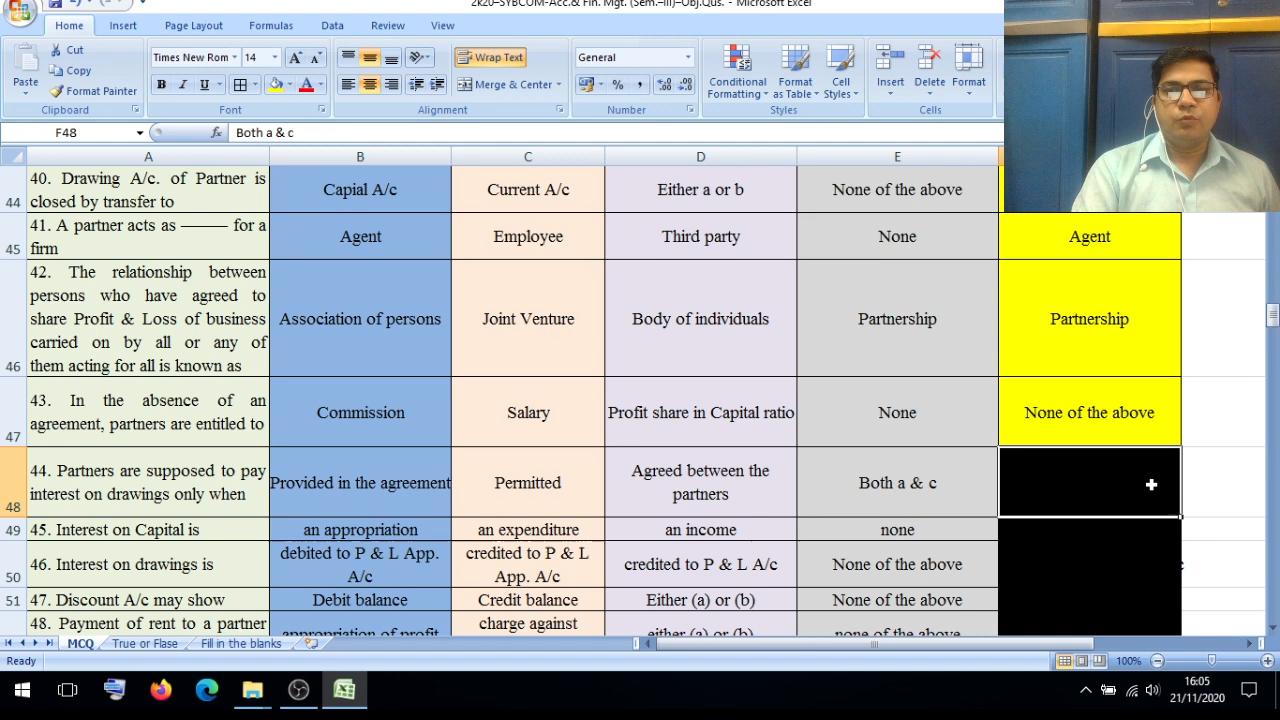 2k20–SYBCOM-Acc.& Fin. Mgt. (Sem.–III)–Obj.Qus. - Microsoft Excel
Home Insert Page Layout Formulas Data Review View
Paste Cut Copy Format Painter
Times New Rom 14 A A
B I U A
Wrap Text
Merge & Center
General
% ,
Conditional Formatting Format as Table Cell Styles
Insert Delete Format
Clipboard Font Alignment Number Styles Cells
F48 fx Both a & c
A B C D E
44 40. Drawing A/c. of Partner is closed by transfer to Capial A/c Current A/c Either a or b None of the above
45 41. A partner acts as ——— for a firm Agent Employee Third party None Agent
46 42. The relationship between persons who have agreed to share Profit & Loss of business carried on by all or any of them acting for all is known as Association of persons Joint Venture Body of individuals Partnership Partnership
47 43. In the absence of an agreement, partners are entitled to Commission Salary Profit share in Capital ratio None None of the above
48 44. Partners are supposed to pay interest on drawings only when Provided in the agreement Permitted Agreed between the partners Both a & c
49 45. Interest on Capital is an appropriation an expenditure an income none
50 46. Interest on drawings is debited to P & L App. A/c credited to P & L App. A/c credited to P & L A/c None of the above
51 47. Discount A/c may show Debit balance Credit balance Either (a) or (b) None of the above
48. Payment of rent to a partner appropriation of profit charge against either (a) or (b) none of the above
MCQ True or Flase Fill in the blanks
Ready 100%
16:05
21/11/2020